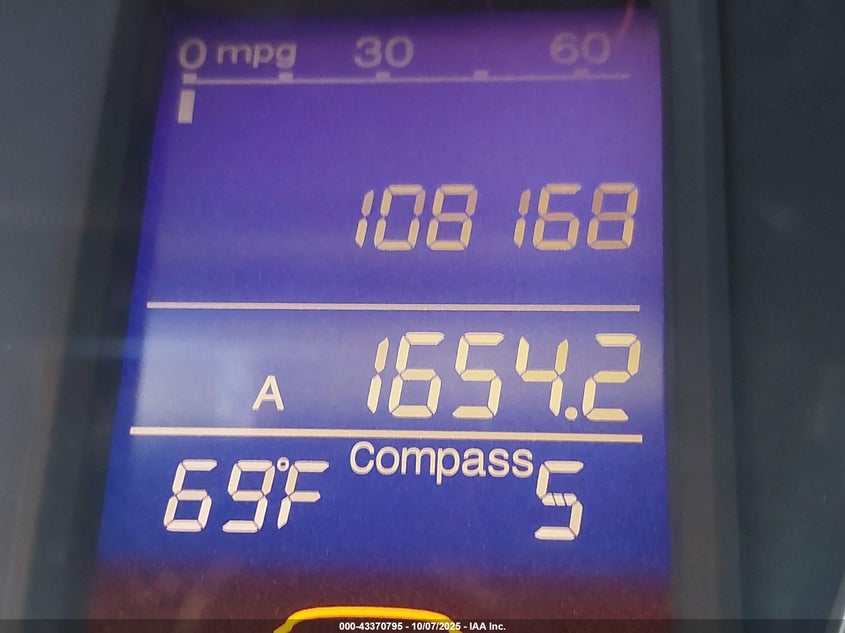 0 mpg 30 60
108168
A 1654.2
69°F Compass S
000-43370795 - 10/07/2025 - IAA Inc.